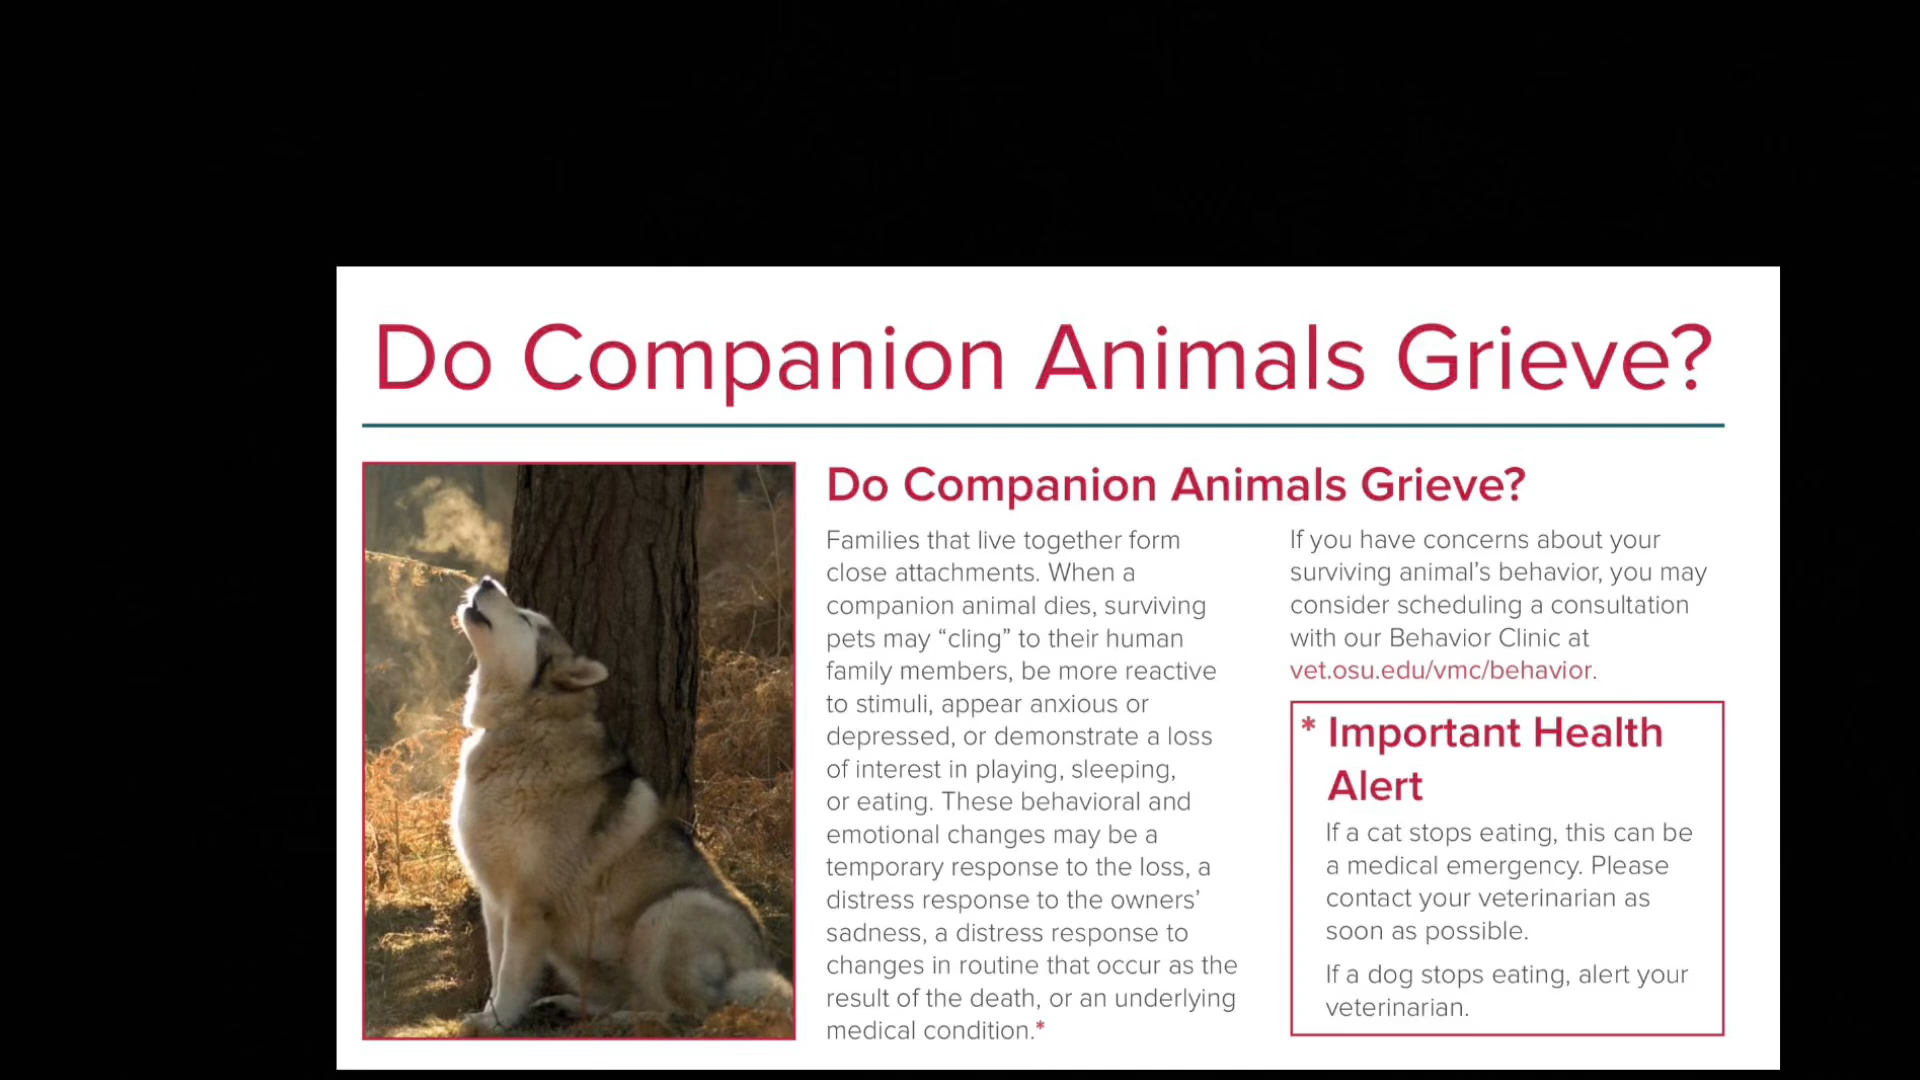 Do Companion Animals Grieve?
Do Companion Animals Grieve?
Families that live together form
close attachments. When a
companion animal dies, surviving
pets may “cling” to their human
family members, be more reactive
to stimuli, appear anxious or
depressed, or demonstrate a loss
of interest in playing, sleeping,
or eating. These behavioral and
emotional changes may be a
temporary response to the loss, a
distress response to the owners’
sadness, a distress response to
changes in routine that occur as the
result of the death, or an underlying
medical condition.*
If you have concerns about your
surviving animal’s behavior, you may
consider scheduling a consultation
with our Behavior Clinic at
vet.osu.edu/vmc/behavior.
* Important Health
Alert
If a cat stops eating, this can be
a medical emergency. Please
contact your veterinarian as
soon as possible.
If a dog stops eating, alert your
veterinarian.